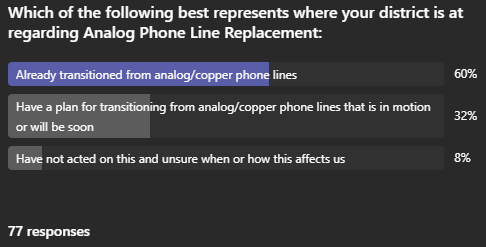 Which of the following best represents where your district is at
regarding Analog Phone Line Replacement:
Already transitioned from analog/copper phone lines 60%
Have a plan for transitioning from analog/copper phone lines that is in motion 32%
or will be soon
Have not acted on this and unsure when or how this affects us 8%
77 responses